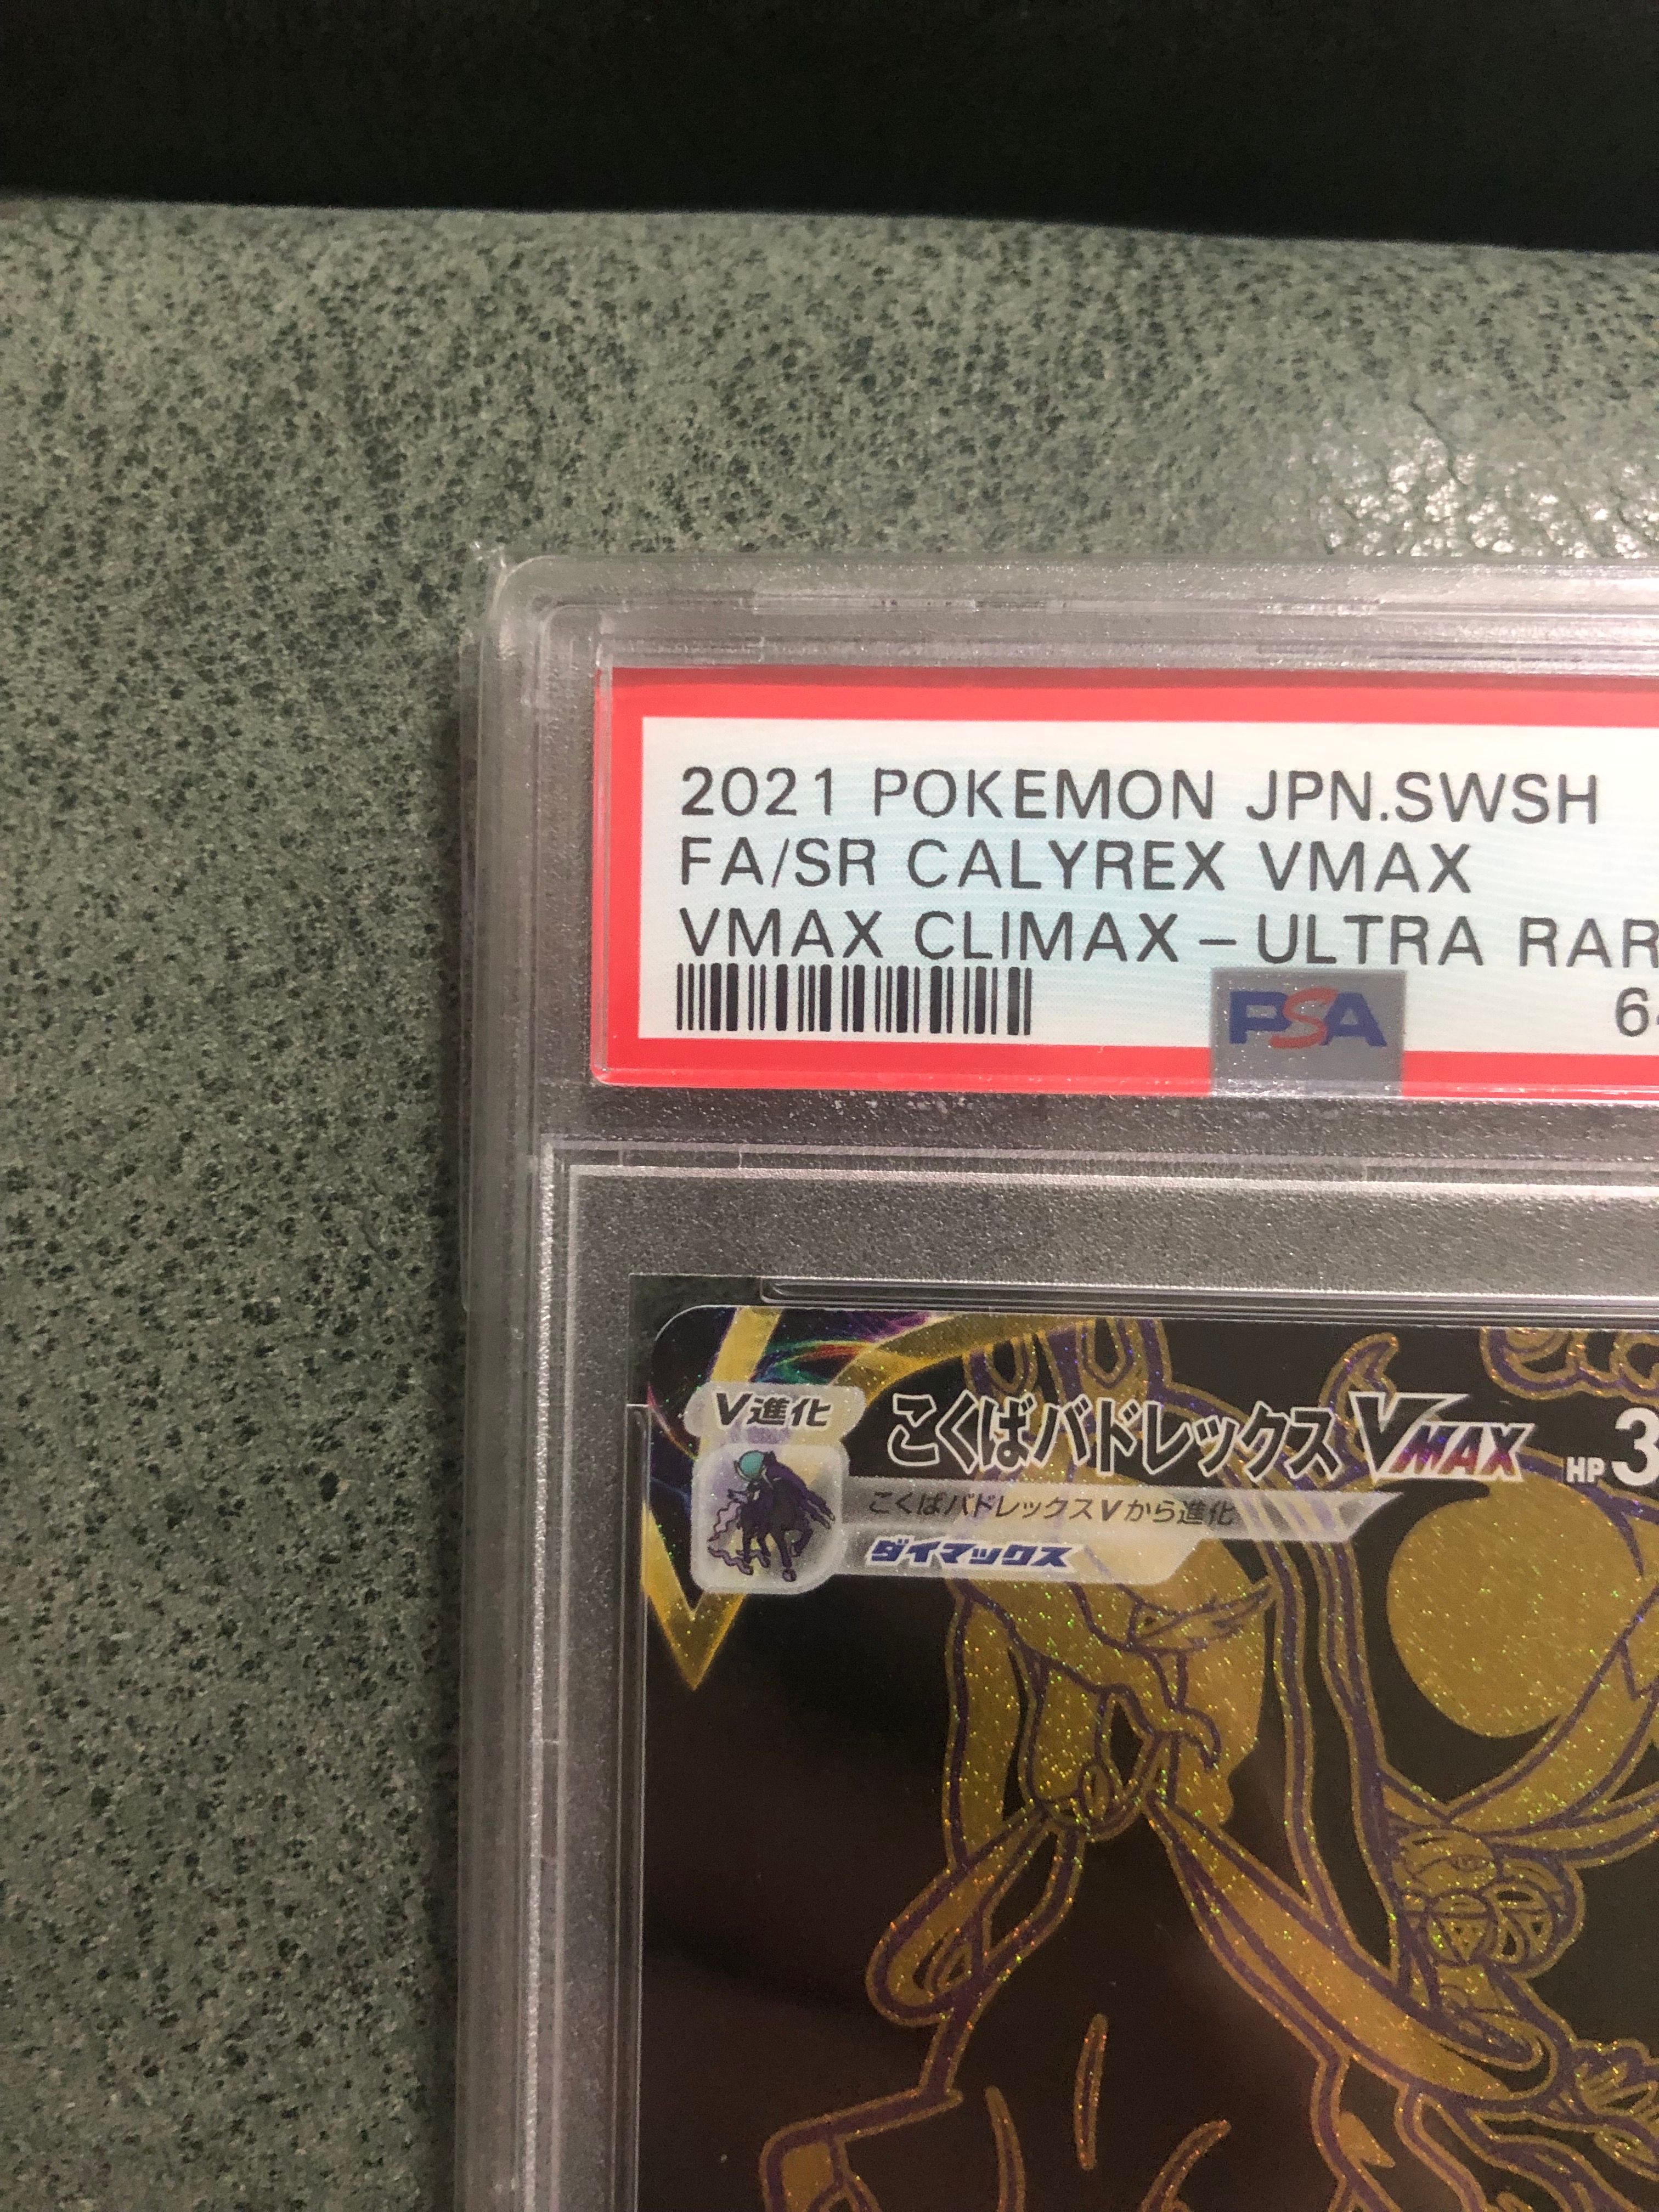 2021 POKEMON JPN.SWSH
FA/SR CALYREX VMAX
VMAX CLIMAX-ULTRA
PSA
V進化
こくばバドレックス VMAX HP
こくばバドレックスVから進化
ダイマックス